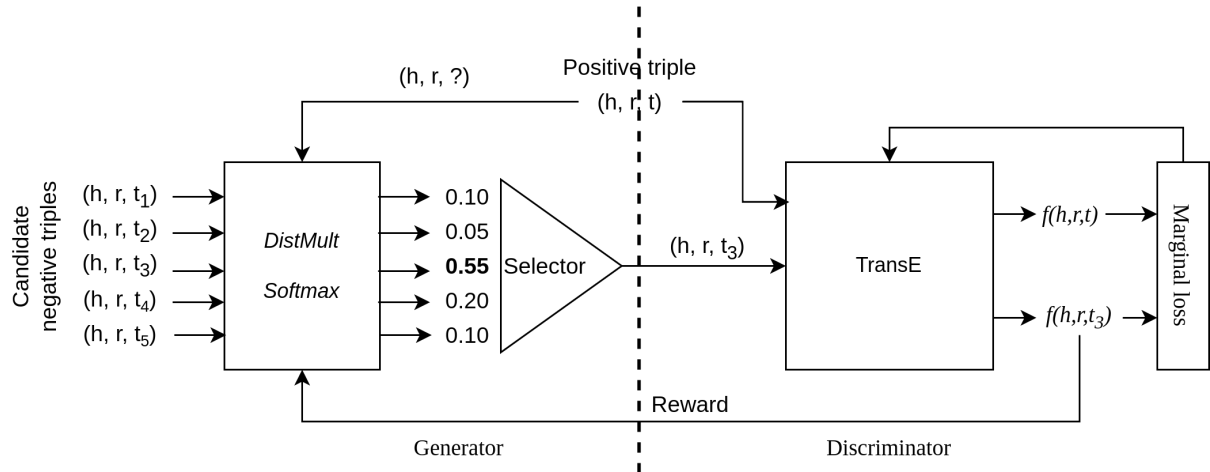 Positive triple
(h, r, ?)
(h, r, t)
Candidate
negative triples
(h, r, t1)
(h, r, t2)
(h, r, t3)
(h, r, t4)
(h, r, t5)
DistMult
Softmax
0.10
0.05
0.55
0.20
0.10
Selector
(h, r, t3)
TransE
f(h,r,t)
f(h,r,t3)
Marginal loss
Reward
Generator
Discriminator